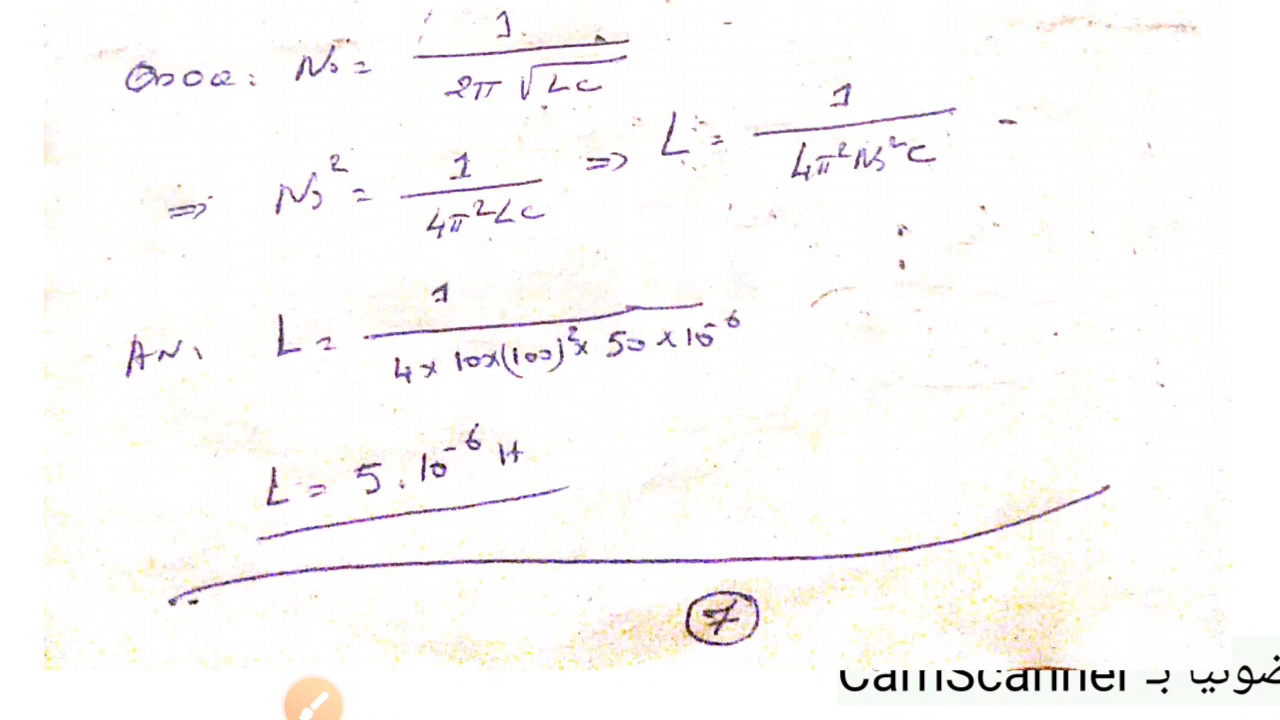 N₀ = 1 / (2π √LC)
⇒ N₀² = 1 / (4π²LC) ⇒ L = 1 / (4π²N₀²C)
AN: L = 1 / (4 × 10 × (100)² × 50 × 10⁻⁶)
L = 5.10⁻⁶ H
7
CamScanner بـ ضوئيا